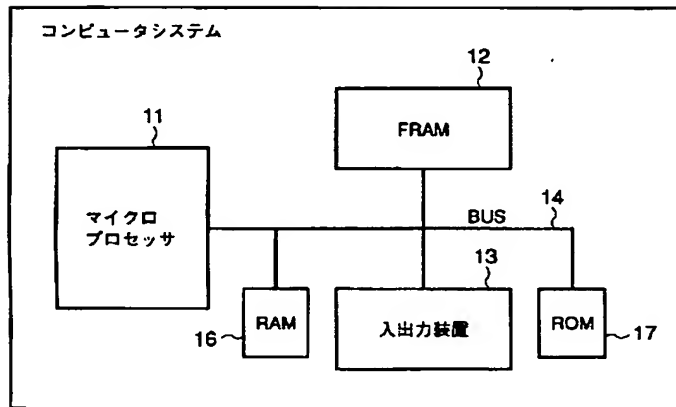 コンピュータシステム
12
FRAM
11
マイクロ
プロセッサ
BUS
14
13
RAM
16
入出力装置
ROM
17